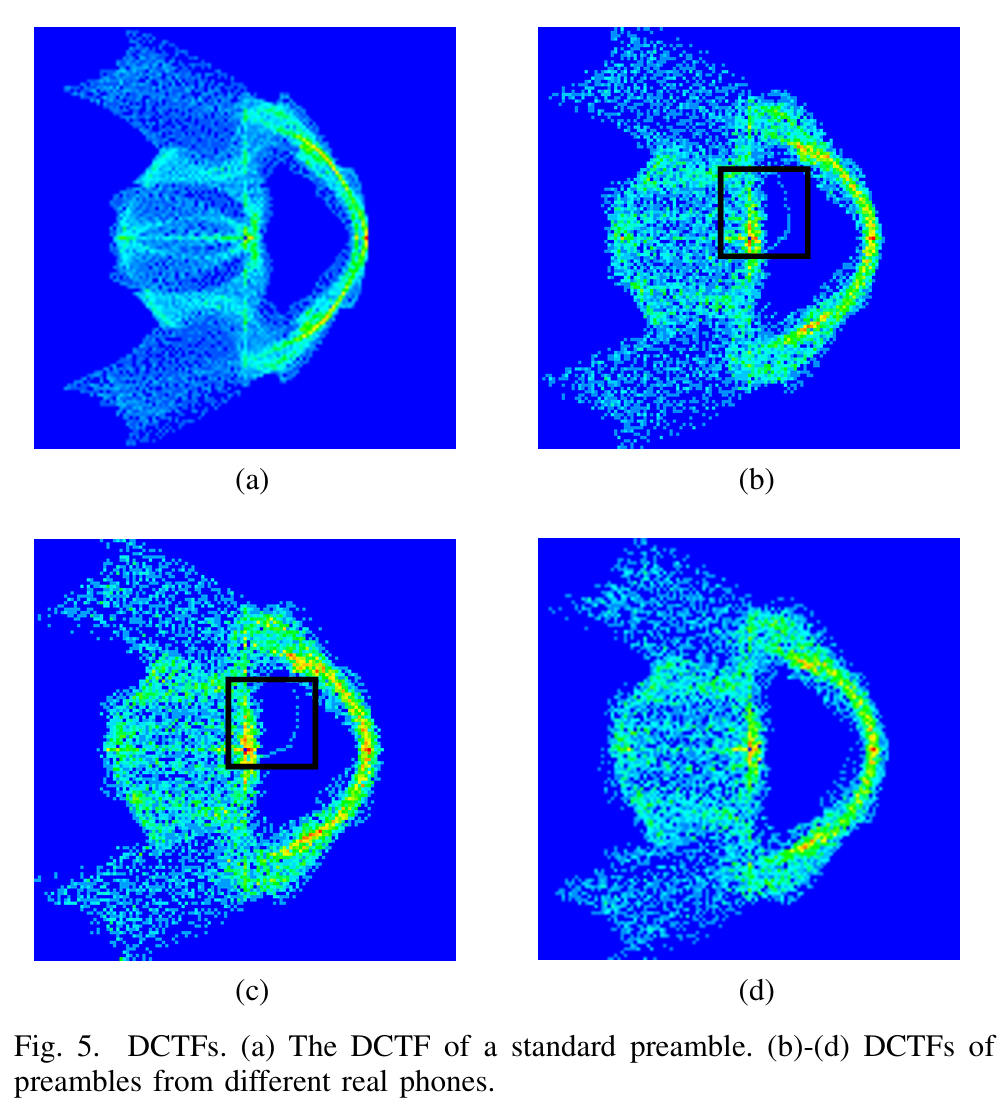 (a)
(b)
(c)
(d)
Fig. 5. DCTFs. (a) The DCTF of a standard preamble. (b)-(d) DCTFs of
preambles from different real phones.